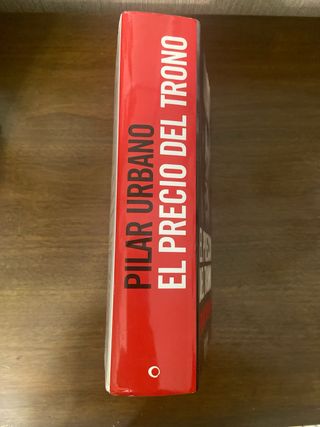 PILAR URBANO
EL PRECIO DEL TRONO